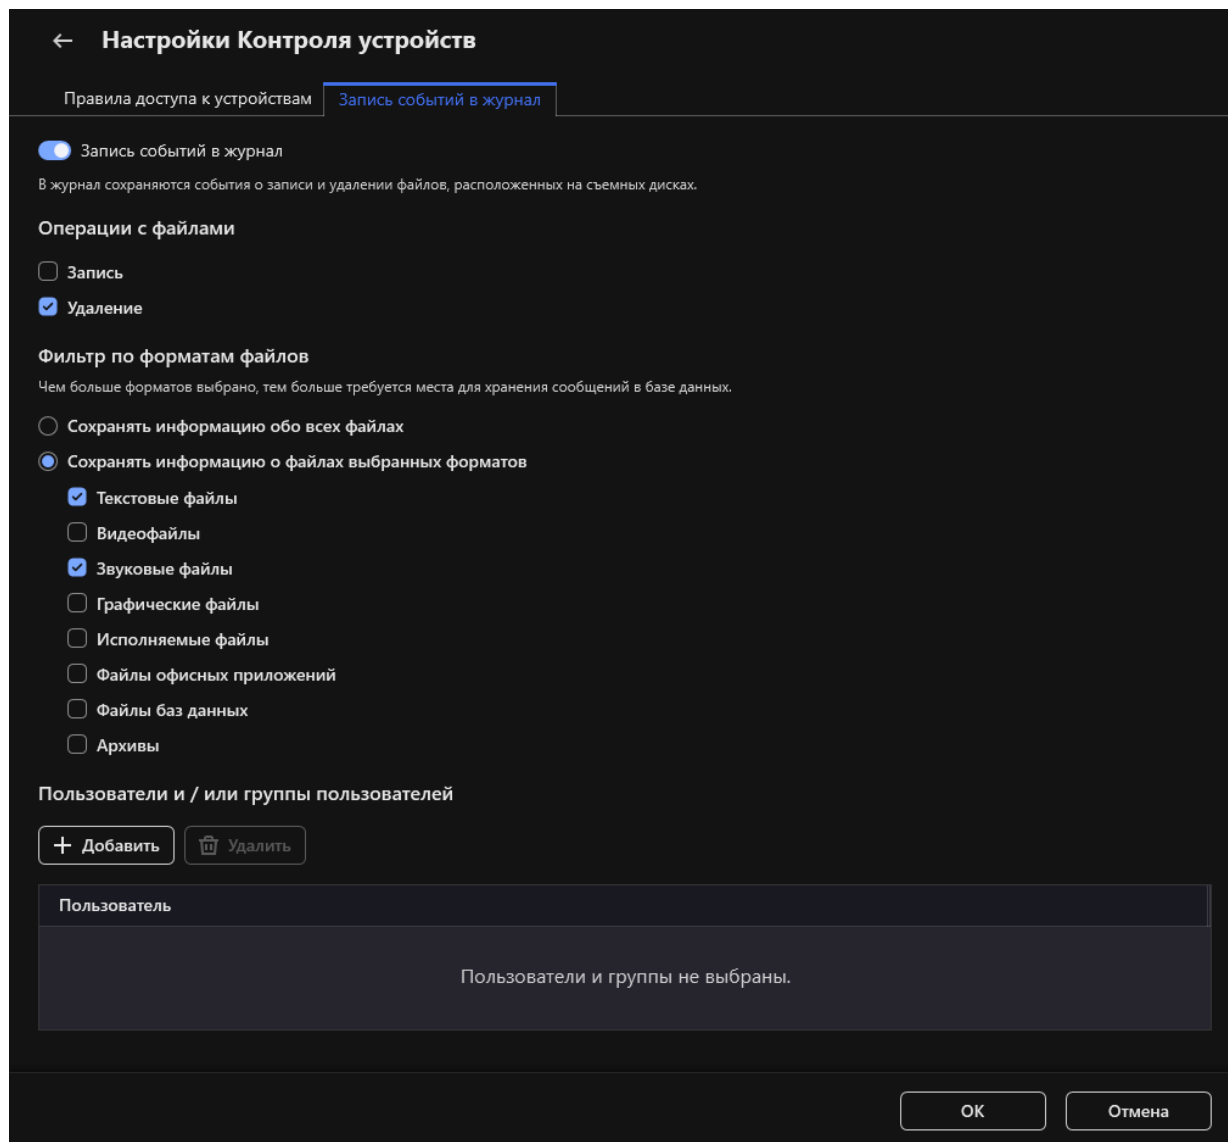 Настройки Контроля устройств
Правила доступа к устройствам
Запись событий в журнал
Запись событий в журнал
В журнал сохраняются события о записи и удалении файлов, расположенных на съемных дисках.
Операции с файлами
Запись
Удаление
Фильтр по форматам файлов
Чем больше форматов выбрано, тем больше требуется места для хранения сообщений в базе данных.
Сохранять информацию обо всех файлах
Сохранять информацию о файлах выбранных форматов
Текстовые файлы
Видеофайлы
Звуковые файлы
Графические файлы
Исполняемые файлы
Файлы офисных приложений
Файлы баз данных
Архивы
Пользователи и / или группы пользователей
Добавить
Удалить
Пользователь
Пользователи и группы не выбраны.
ОК
Отмена